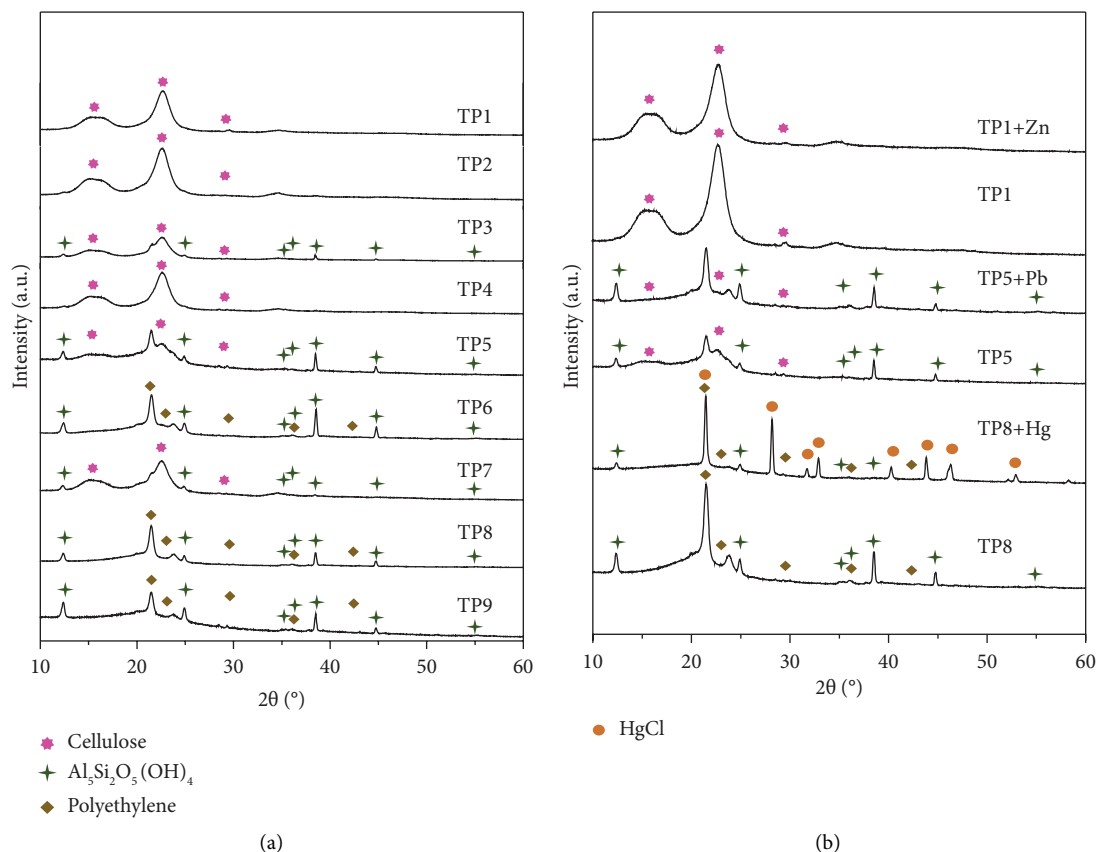 Intensity (a.u.)
TP1
TP2
TP3
TP4
TP5
TP6
TP7
TP8
TP9
10 20 30 40 50 60
2θ (°)
Cellulose
Al₅Si₂O₅(OH)₄
Polyethylene
(a)
Intensity (a.u.)
TP1+Zn
TP1
TP5+Pb
TP5
TP8+Hg
TP8
10 20 30 40 50 60
2θ (°)
HgCl
(b)